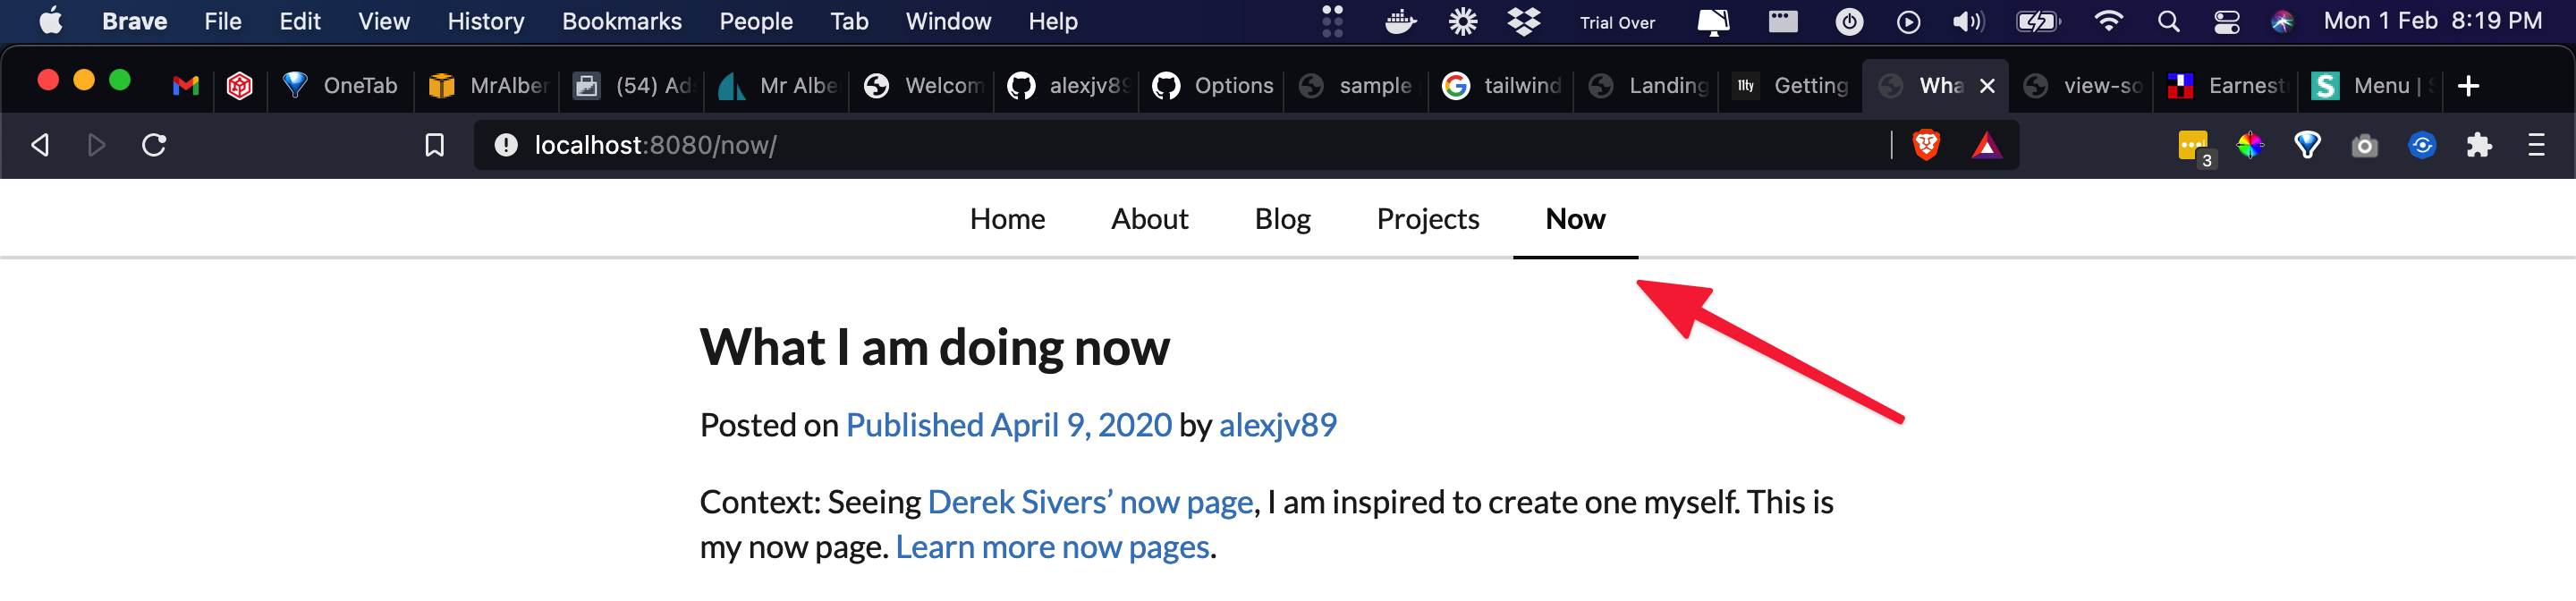 Brave File Edit View History Bookmarks People Tab Window Help Trial Over Mon 1 Feb 8:19 PM
OneTab MrAlber (54) Ad Mr Albe Welcom alexjv89 Options sample tailwind Landing 11ty Getting Wha view-so Earnest Menu |
localhost:8080/now/ 3
Home About Blog Projects Now
What I am doing now
Posted on Published April 9, 2020 by alexjv89
Context: Seeing Derek Sivers’ now page, I am inspired to create one myself. This is
my now page. Learn more now pages.